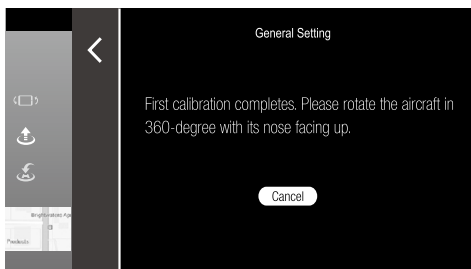 General Setting
First calibration completes. Please rotate the aircraft in
360-degree with its nose facing up.
Cancel